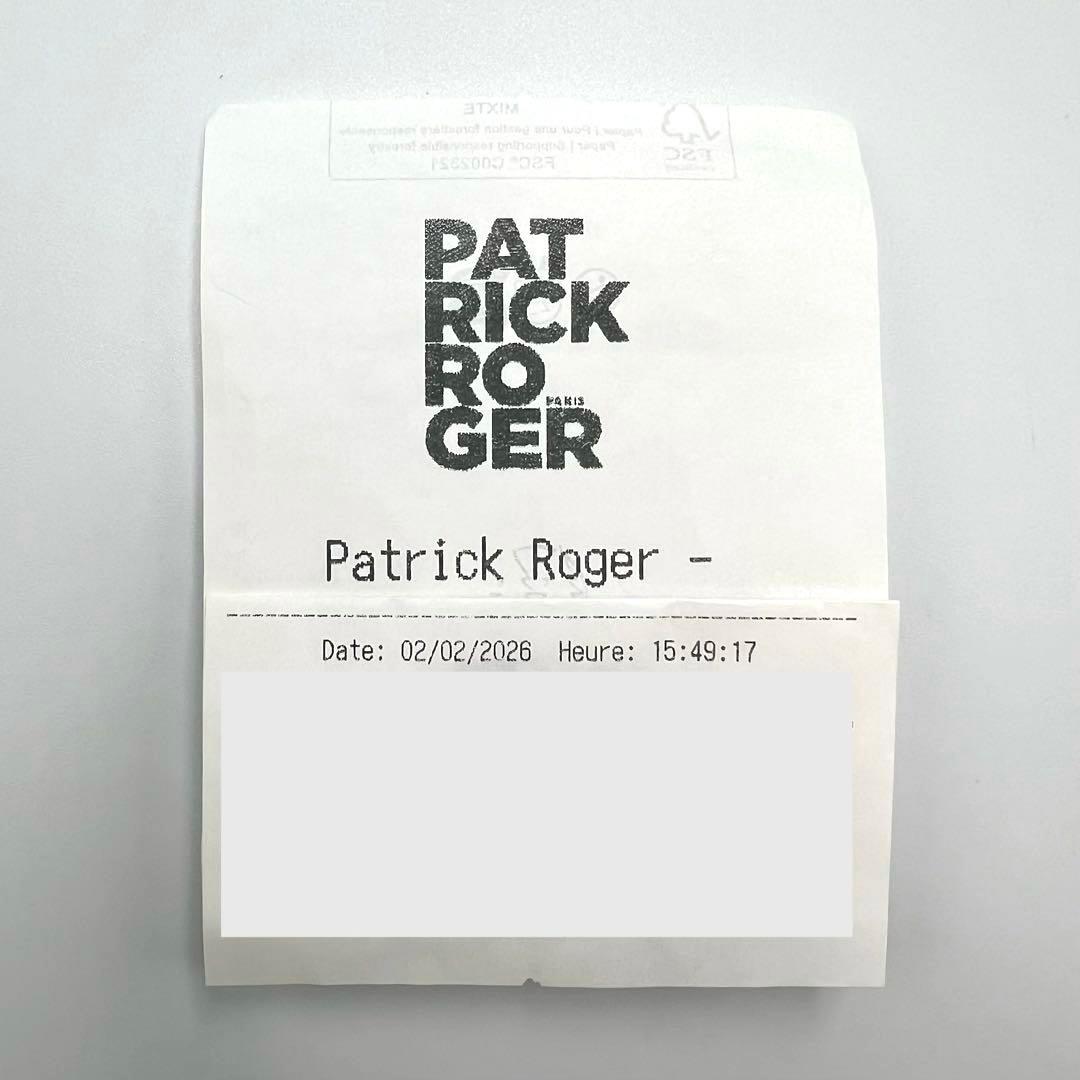 MIXTE
Papier | Pour une gestion forestière responsable
Paper | Supporting responsible forestry
FSC® C002321
FSC
PAT
RICK
RO
PARIS
GER
Patrick Roger -
Date: 02/02/2026 Heure: 15:49:17